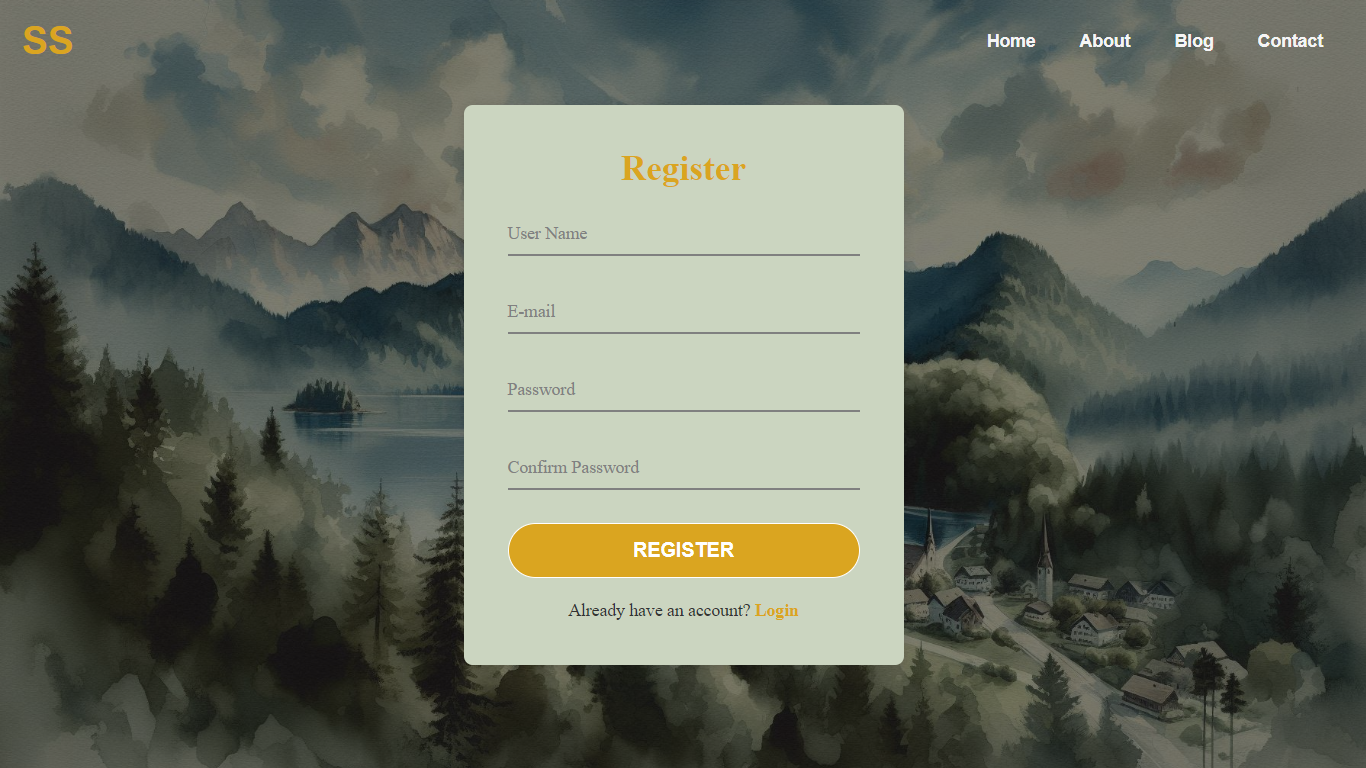 SS
Home About Blog Contact
Register
User Name
E-mail
Password
Confirm Password
REGISTER
Already have an account? Login